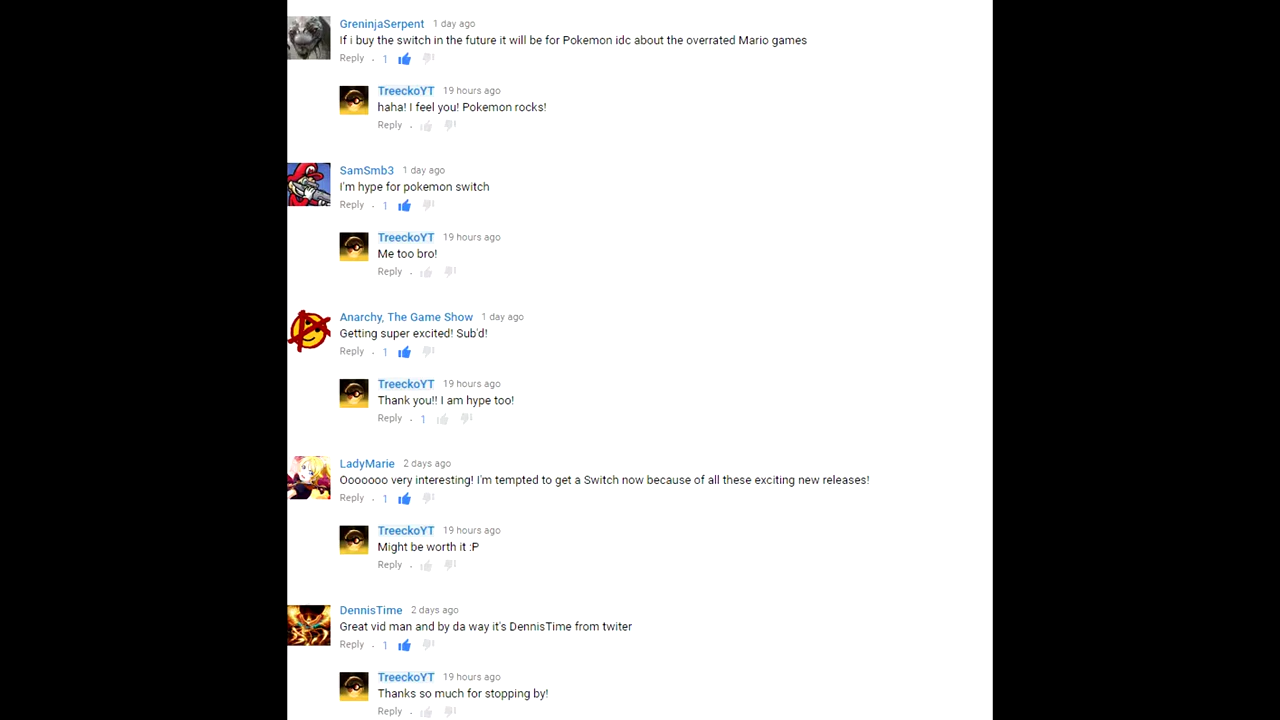 GreninjaSerpent 1 day ago
If i buy the switch in the future it will be for Pokemon idc about the overrated Mario games
Reply . 1
TreeckoYT 19 hours ago
haha! I feel you! Pokemon rocks!
Reply .
SamSmb3 1 day ago
I'm hype for pokemon switch
Reply . 1
TreeckoYT 19 hours ago
Me too bro!
Reply .
Anarchy, The Game Show 1 day ago
Getting super excited! Sub'd!
Reply . 1
TreeckoYT 19 hours ago
Thank you!! I am hype too!
Reply . 1
LadyMarie 2 days ago
Ooooooo very interesting! I'm tempted to get a Switch now because of all these exciting new releases!
Reply . 1
TreeckoYT 19 hours ago
Might be worth it :P
Reply .
DennisTime 2 days ago
Great vid man and by da way it's DennisTime from twiter
Reply . 1
TreeckoYT 19 hours ago
Thanks so much for stopping by!
Reply .